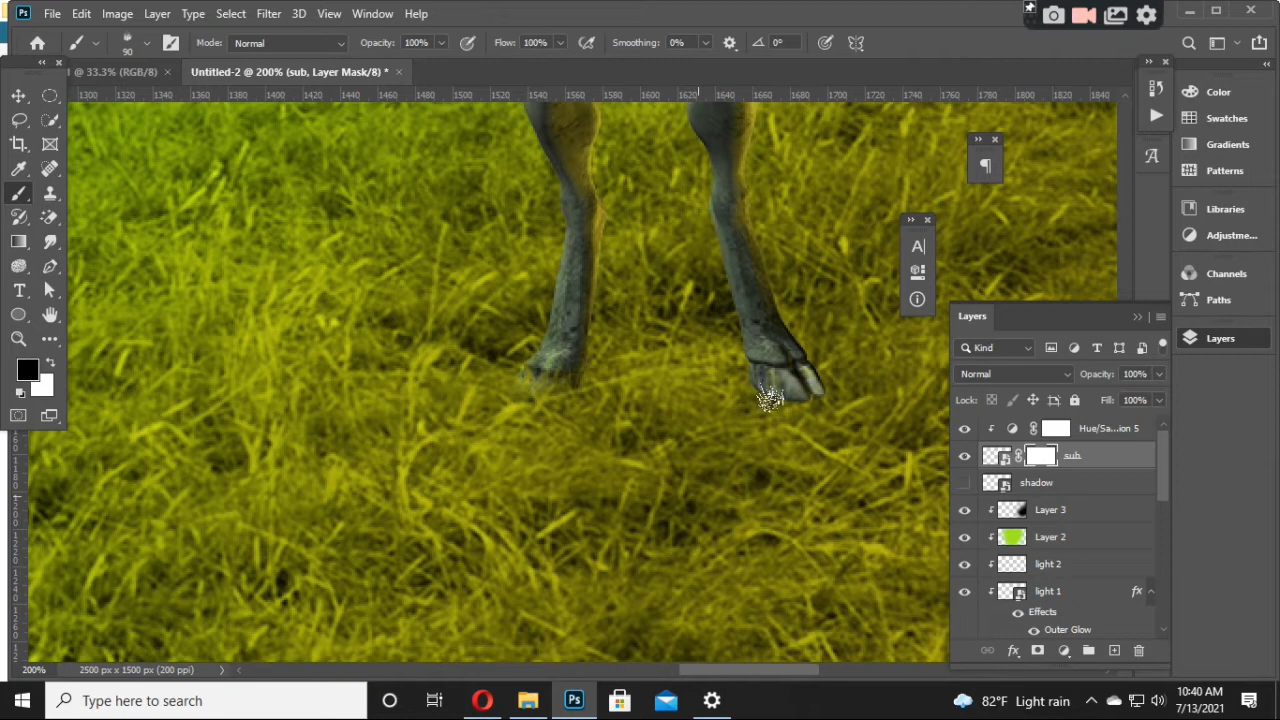 Ps File Edit Image Layer Type Select Filter 3D View Window Help
90 Mode: Normal Opacity: 100% Flow: 100% Smoothing: 0% 0°
@ 33.3% (RGB/8) × Untitled-2 @ 200% (sub, Layer Mask/8) * ×
1300 1320 1340 1360 1380 1400 1420 1440 1460 1480 1500 1520 1540 1560 1580 1600 1620 1640 1660 1680 1700 1720 1740 1760 1780 1800 1820 1840
Color
Swatches
Gradients
Patterns
Libraries
Adjustme...
Channels
Paths
Layers
Layers
Kind
Normal Opacity: 100%
Lock: Fill: 100%
Hue/Sa...ion 5
sub.
shadow
Layer 3
Layer 2
light 2
light 1 fx
Effects
Outer Glow
200% 2500 px x 1500 px (200 ppi)
Type here to search
Ps
82°F Light rain
10:40 AM
7/13/2021